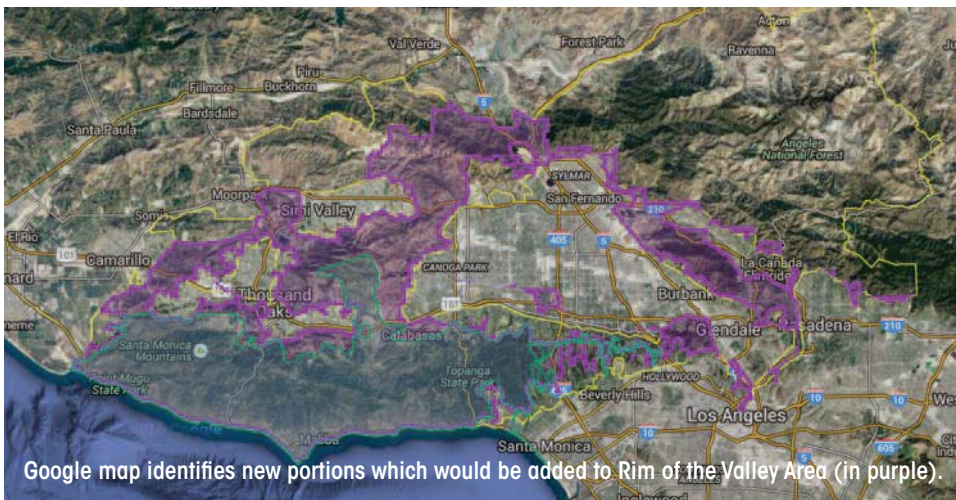 Acton
Val Verde
Forest Park
Ravenna
Piru
Buckhorn
Fillmore
5
Bardsdale
Santa Paula
Angeles
National Forest
SYLMAR
San Fernando
Moorpark
Simi Valley
Somis
210
El Rio
101
405
5
Camarillo
CANOGA PARK
La Cañada
Burbank
Thousand
Oaks
101
Glendale
Pasadena
210
Calabasas
Santa Monica
Mountains
Topanga
State Park
HOLLYWOOD
Point Mugu
State Park
Beverly Hills
10
10
Los Angeles
Malibu
10
Santa Monica
605
Google map identifies new portions which would be added to Rim of the Valley Area (in purple).
Inglewood